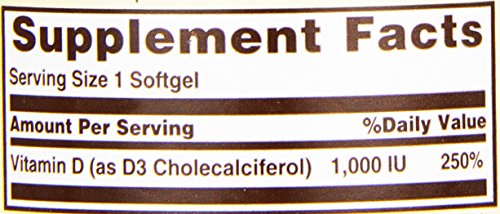 Supplement Facts
Serving Size 1 Softgel
Amount Per Serving %Daily Value
Vitamin D (as D3 Cholecalciferol) 1,000 IU 250%